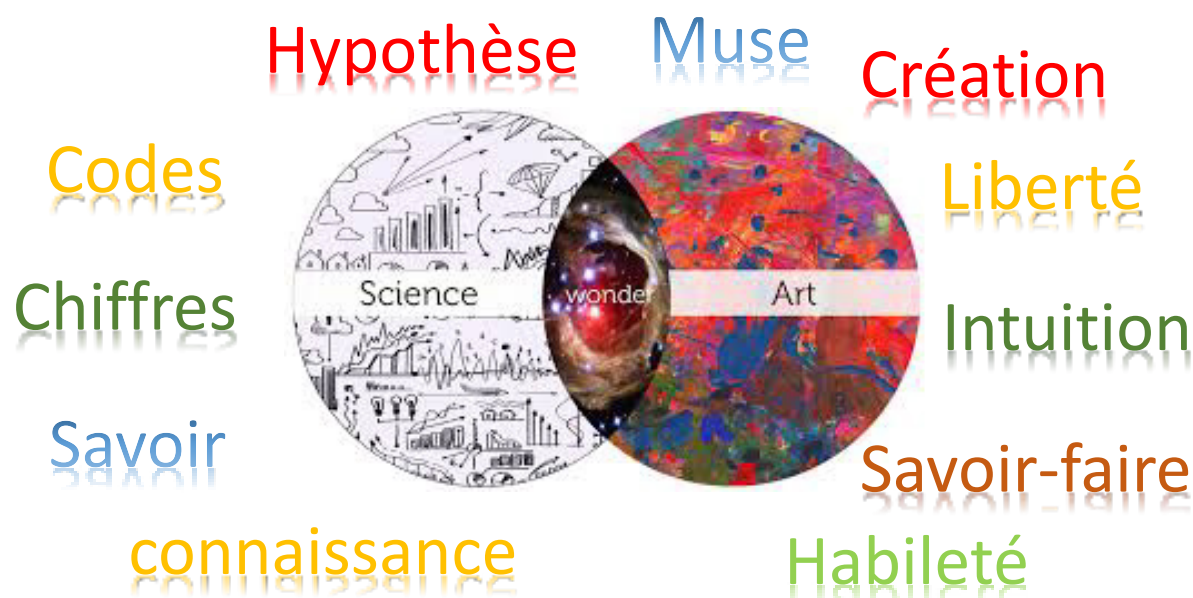 Hypothèse
Muse
Création
Codes
Liberté
Chiffres
Science
wonder
Art
Intuition
Savoir
Savoir-faire
connaissance
Habileté